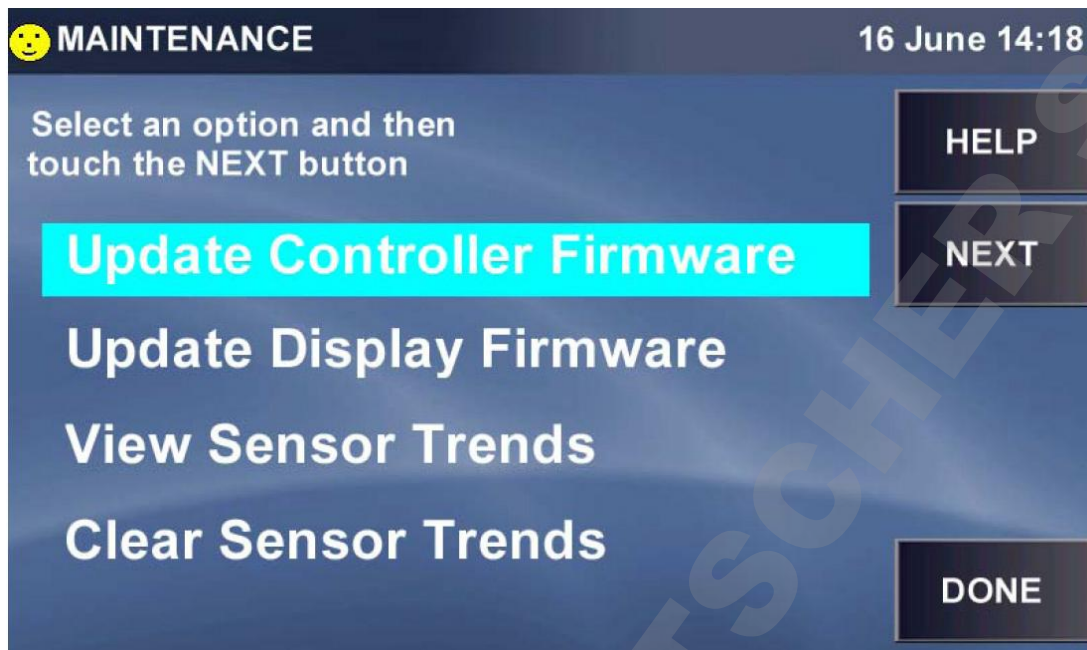 MAINTENANCE
16 June 14:18
Select an option and then
touch the NEXT button
HELP
Update Controller Firmware
NEXT
Update Display Firmware
View Sensor Trends
Clear Sensor Trends
DONE